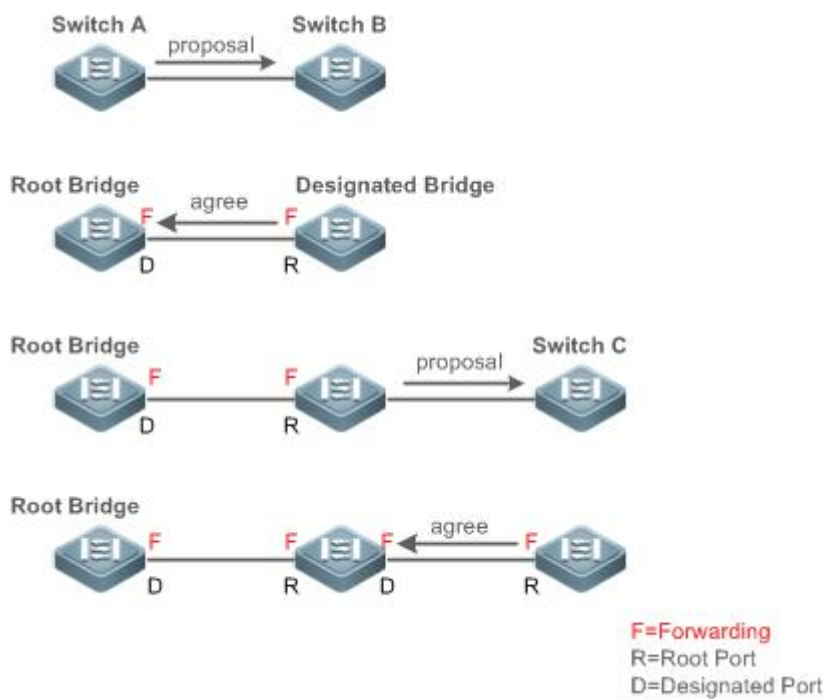 Switch A Switch B
proposal
Root Bridge Designated Bridge
F agree F
D R
Root Bridge Switch C
F F proposal
D R
Root Bridge
F F F agree F
D R D R
F=Forwarding
R=Root Port
D=Designated Port